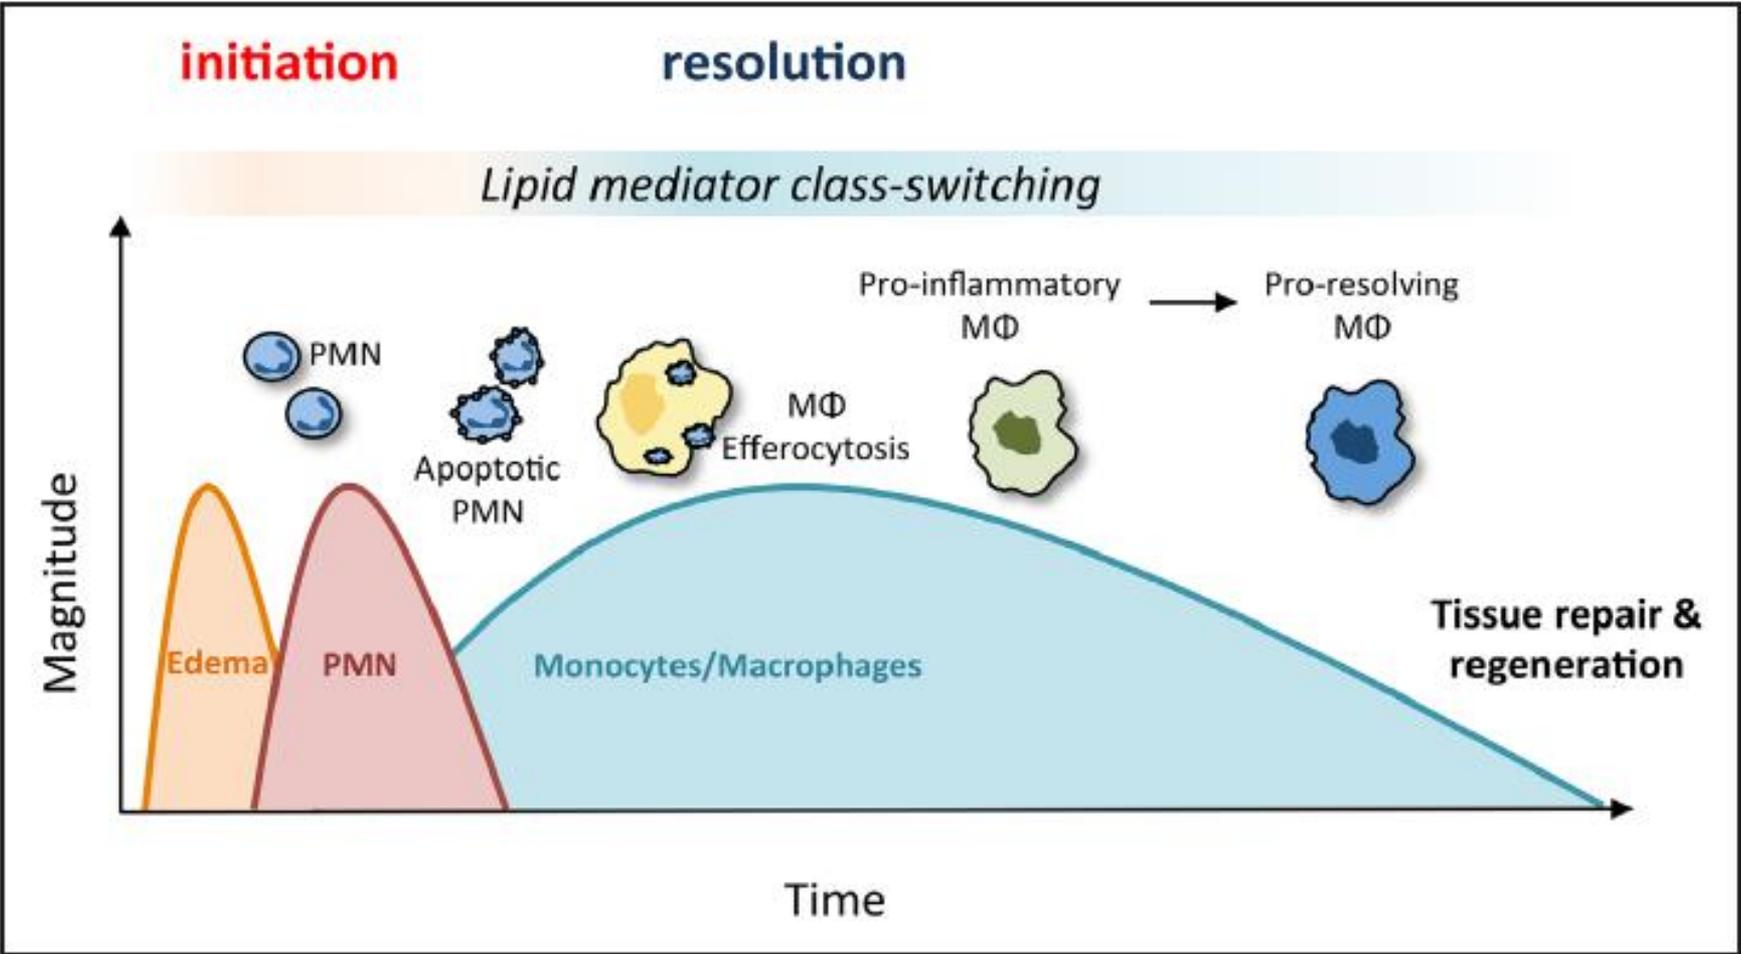 initiation
resolution
Lipid mediator class-switching
Pro-inflammatory
MΦ
Pro-resolving
MΦ
PMN
Apoptotic
PMN
MΦ
Efferocytosis
Magnitude
Edema
PMN
Monocytes/Macrophages
Tissue repair &
regeneration
Time